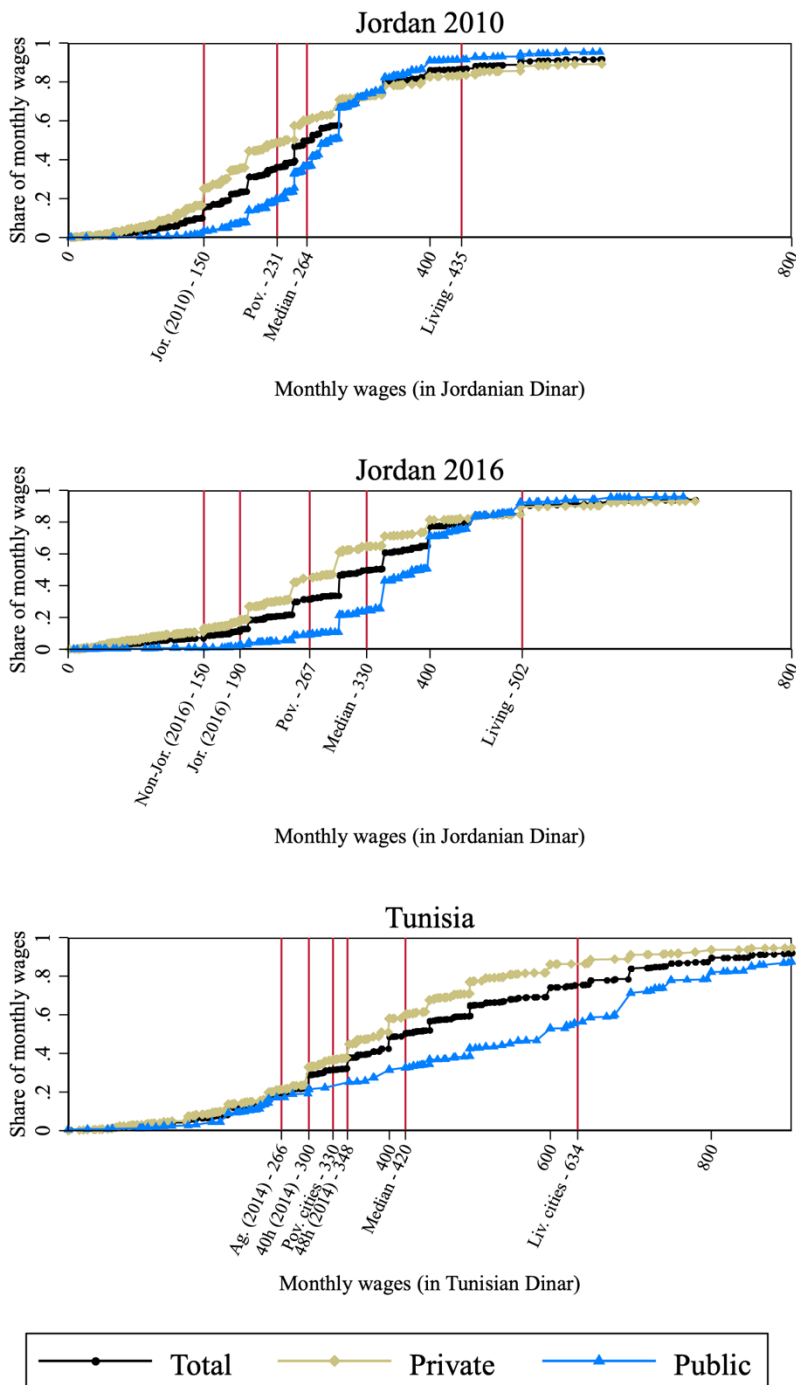 Jordan 2010
Share of monthly wages
0 .2 .4 .6 .8 1
0
Jor. (2010) - 150
Pov. - 231
Median - 264
400
Living - 435
800
Monthly wages (in Jordanian Dinar)
Jordan 2016
Share of monthly wages
0 .2 .4 .6 .8 1
0
Non-Jor. (2016) - 150
Jor. (2016) - 190
Pov. - 267
Median - 330
400
Living - 502
800
Monthly wages (in Jordanian Dinar)
Tunisia
Share of monthly wages
0 .2 .4 .6 .8 1
Ag. (2014) - 266
40h (2014) - 300
Pov. cities - 330
48h (2014) - 348
400
Median - 420
600
Liv. cities - 634
800
Monthly wages (in Tunisian Dinar)
Total Private Public